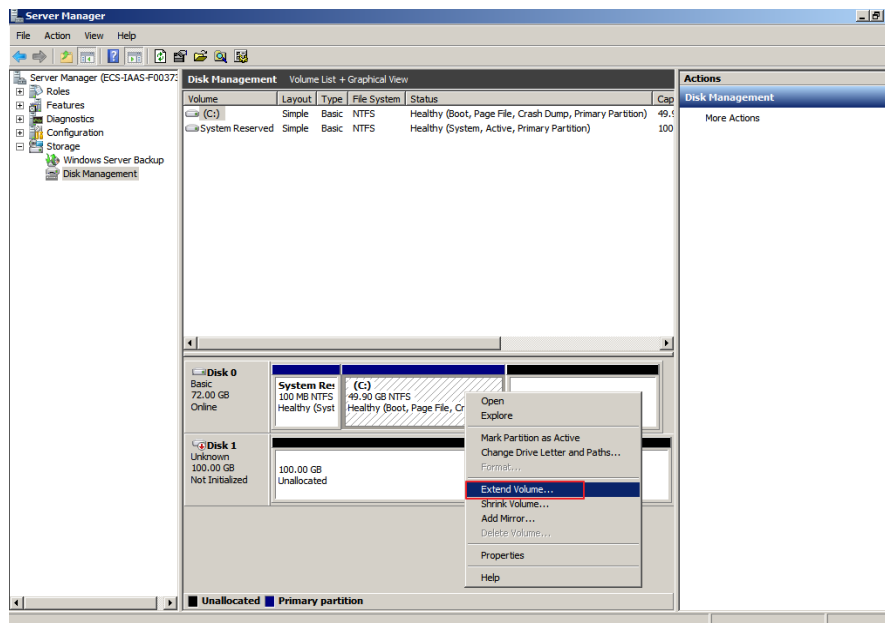 Server Manager
File Action View Help
Server Manager (ECS-IAAS-F00373
Roles
Features
Diagnostics
Configuration
Storage
Windows Server Backup
Disk Management
Disk Management Volume List + Graphical View
Volume Layout Type File System Status Cap
(C:) Simple Basic NTFS Healthy (Boot, Page File, Crash Dump, Primary Partition) 49.9
System Reserved Simple Basic NTFS Healthy (System, Active, Primary Partition) 100
Disk 0
Basic
72.00 GB
Online
System Res
100 MB NTFS
Healthy (Syst
(C:)
49.90 GB NTFS
Healthy (Boot, Page File, Cr
Disk 1
Unknown
100.00 GB
Not Initialized
100.00 GB
Unallocated
Open
Explore
Mark Partition as Active
Change Drive Letter and Paths...
Format...
Extend Volume...
Shrink Volume...
Add Mirror...
Delete Volume...
Properties
Help
Unallocated Primary partition
Actions
Disk Management
More Actions